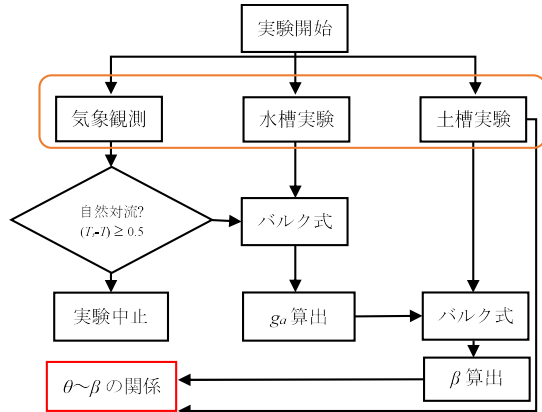 実験開始
気象観測
水槽実験
土槽実験
自然対流?
(Ti-T) ≥ 0.5
バルク式
実験中止
ga 算出
バルク式
β 算出
θ～β の関係